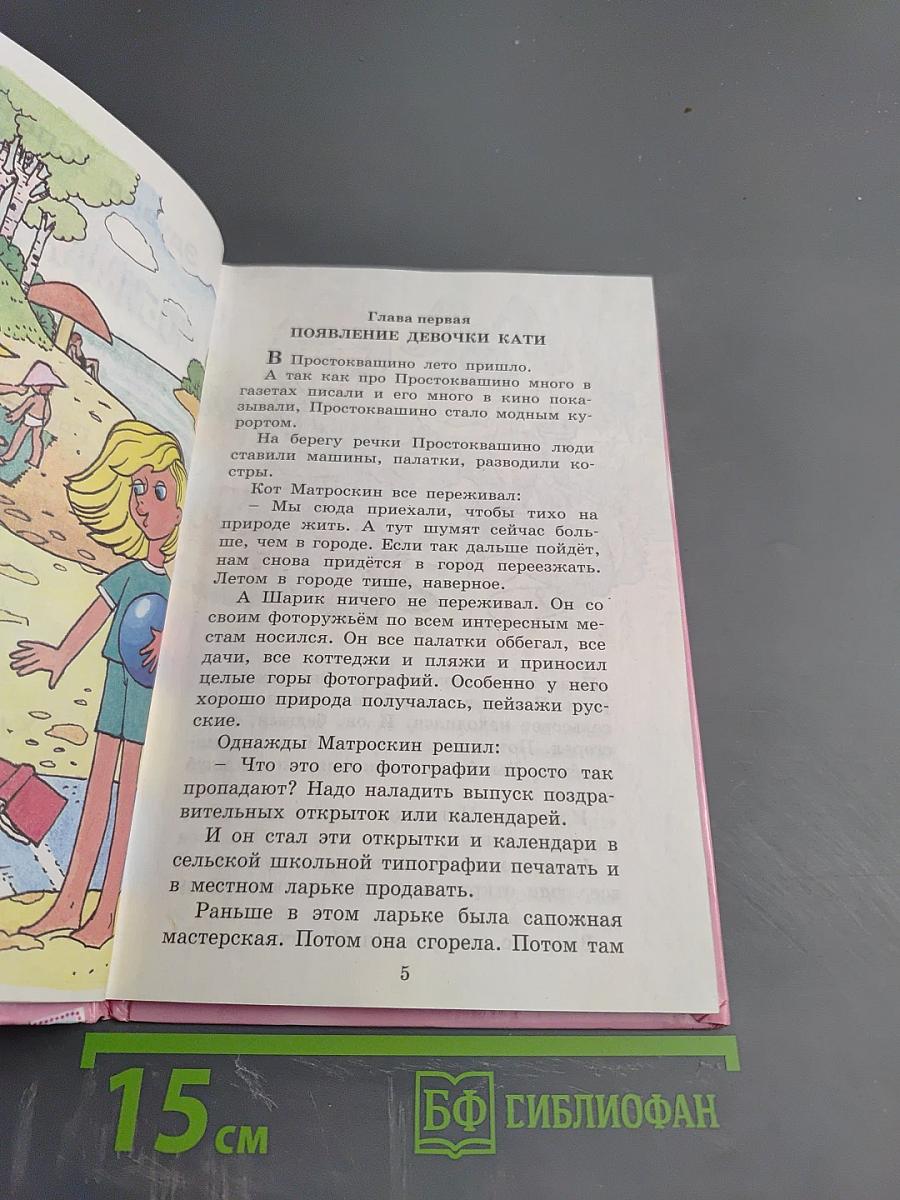 Глава первая
ПОЯВЛЕНИЕ ДЕВОЧКИ КАТИ
В Простоквашино лето пришло.
А так как про Простоквашино много в
газетах писали и его много в кино пока-
зывали, Простоквашино стало модным ку-
рортом.
На берегу речки Простоквашино люди
ставили машины, палатки, разводили ко-
стры.
Кот Матроскин все переживал:
– Мы сюда приехали, чтобы тихо на
природе жить. А тут шумят сейчас боль-
ше, чем в городе. Если так дальше пойдёт,
нам снова придётся в город переезжать.
Летом в городе тише, наверное.
А Шарик ничего не переживал. Он со
своим фоторужьём по всем интересным ме-
стам носился. Он все палатки оббегал, все
дачи, все коттеджи и пляжи и приносил
целые горы фотографий. Особенно у него
хорошо природа получалась, пейзажи рус-
ские.
Однажды Матроскин решил:
– Что это его фотографии просто так
пропадают? Надо наладить выпуск поздра-
вительных открыток или календарей.
И он стал эти открытки и календари в
сельской школьной типографии печатать и
в местном ларьке продавать.
Раньше в этом ларьке была сапожная
мастерская. Потом она сгорела. Потом там
5
15 см
БФ БИБЛИОФАН